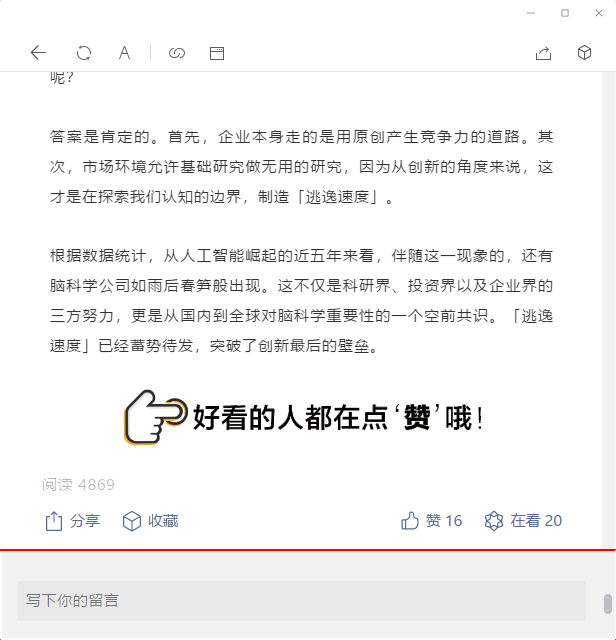 呢?
答案是肯定的。首先，企业本身走的是用原创产生竞争力的道路。其
次，市场环境允许基础研究做无用的研究，因为从创新的角度来说，这
才是在探索我们认知的边界，制造「逃逸速度」。
根据数据统计，从人工智能崛起的近五年来看，伴随这一现象的，还有
脑科学公司如雨后春笋般出现。这不仅是科研界、投资界以及企业界的
三方努力，更是从国内到全球对脑科学重要性的一个空前共识。「逃逸
速度」已经蓄势待发，突破了创新最后的壁垒。
好看的人都在点‘赞’哦！
阅读 4869
分享 收藏 赞 16 在看 20
写下你的留言